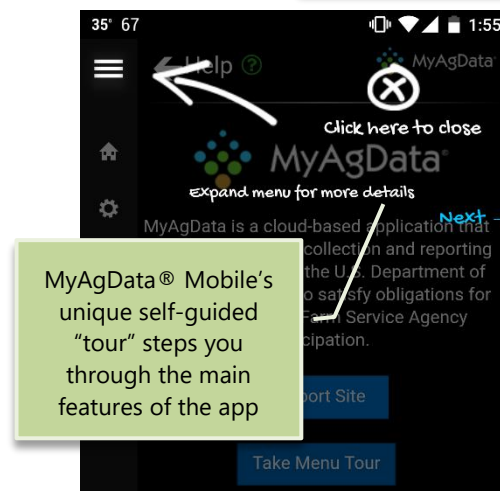 35° 67
1:55
Help ?
MyAgData®
Click here to close
MyAgData®
Expand menu for more details
Next
MyAgData is a cloud-based application that
collection and reporting
the U.S. Department of
o satisfy obligations for
Farm Service Agency
cipation.
MyAgData® Mobile's
unique self-guided
“tour” steps you
through the main
features of the app
ort Site
Take Menu Tour